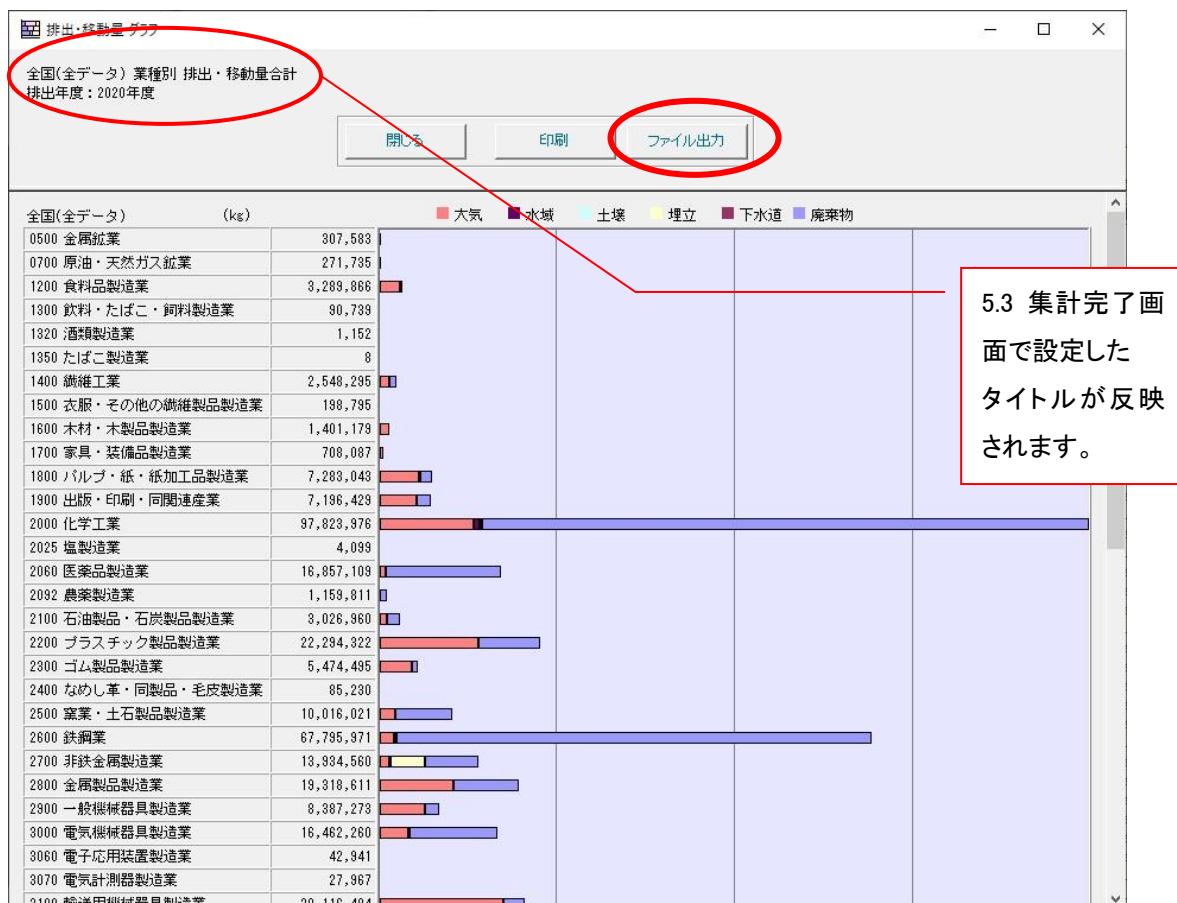 排出・移動量 グラフ
全国(全データ) 業種別 排出・移動量合計
排出年度：2020年度
閉じる 印刷 ファイル出力
全国(全データ) (kg) 大気 水域 土壌 埋立 下水道 廃棄物
0500 金属鉱業 307,583
0700 原油・天然ガス鉱業 271,735
1200 食料品製造業 3,289,866
1300 飲料・たばこ・飼料製造業 90,739
1320 酒類製造業 1,152
1350 たばこ製造業 8
1400 繊維工業 2,548,295
1500 衣服・その他の繊維製品製造業 198,795
1600 木材・木製品製造業 1,401,179
1700 家具・装備品製造業 708,087
1800 パルプ・紙・紙加工品製造業 7,283,043
1900 出版・印刷・同関連産業 7,196,429
2000 化学工業 97,823,976
2025 塩製造業 4,099
2060 医薬品製造業 16,857,109
2092 農薬製造業 1,159,811
2100 石油製品・石炭製品製造業 3,026,960
2200 プラスチック製品製造業 22,294,322
2300 ゴム製品製造業 5,474,495
2400 なめし革・同製品・毛皮製造業 85,230
2500 窯業・土石製品製造業 10,016,021
2600 鉄鋼業 67,795,971
2700 非鉄金属製造業 13,934,560
2800 金属製品製造業 19,318,611
2900 一般機械器具製造業 8,387,273
3000 電気機械器具製造業 16,462,260
3060 電子応用装置製造業 42,941
3070 電気計測器製造業 27,967
5.3 集計完了画
面で設定した
タイトルが反映
されます。